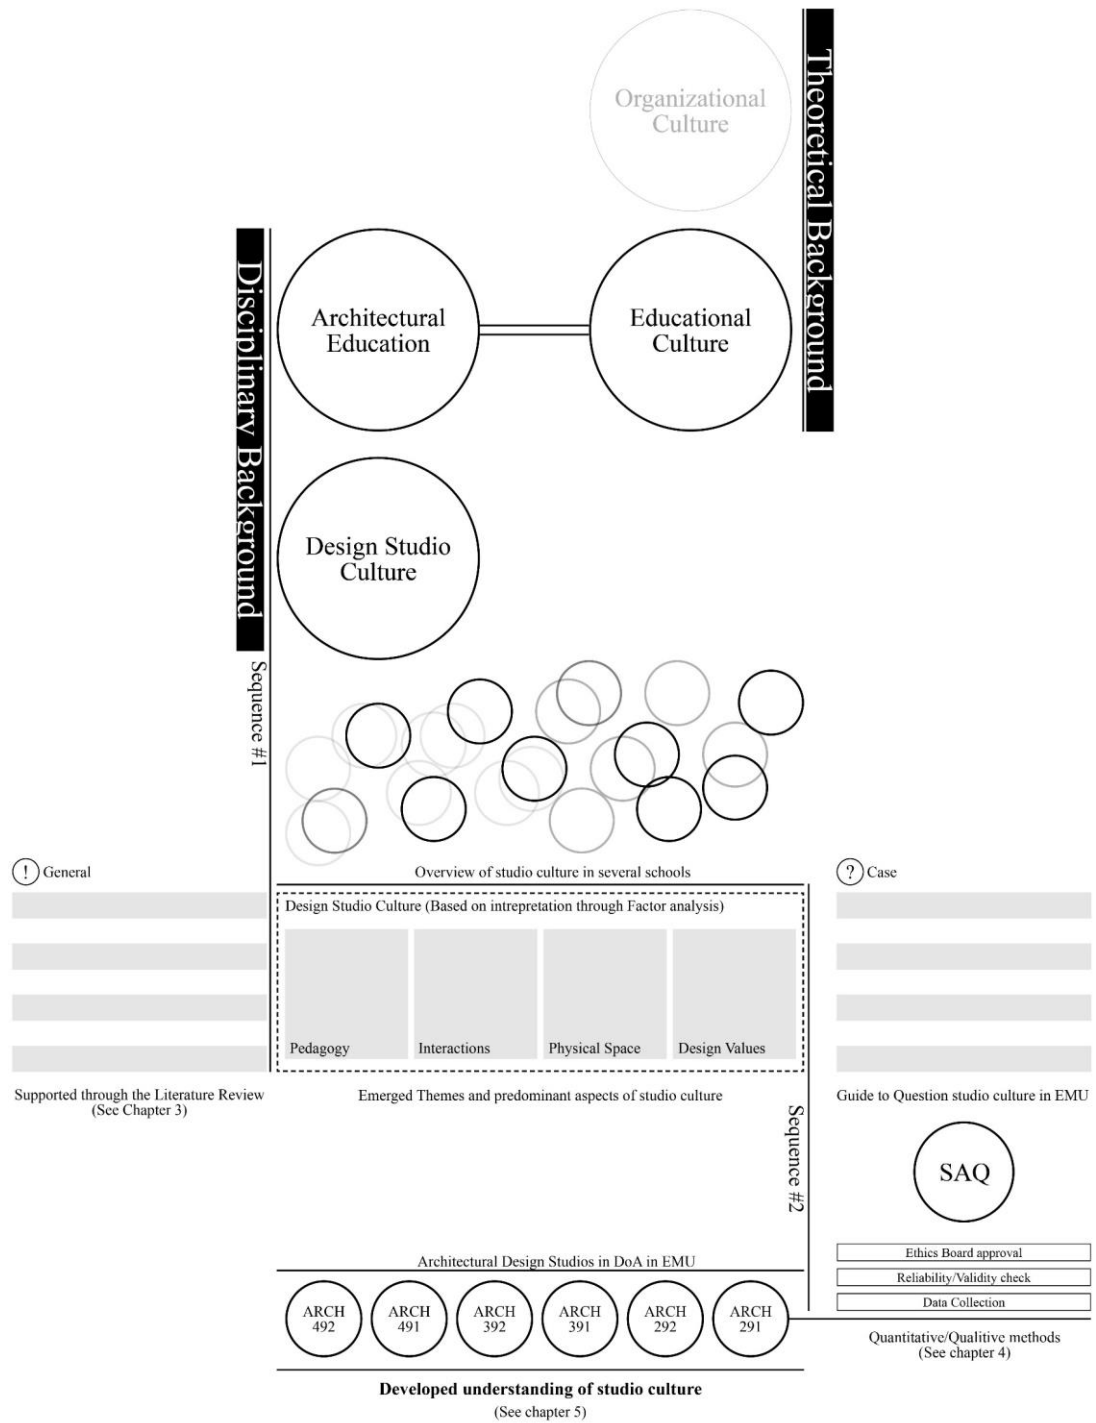 Organizational
Culture
Theoretical Background
Disciplinary Background
Architectural
Education
Educational
Culture
Design Studio
Culture
Sequence #1
! General
Overview of studio culture in several schools
? Case
Design Studio Culture (Based on intrepretation through Factor analysis)
Pedagogy
Interactions
Physical Space
Design Values
Supported through the Literature Review
(See Chapter 3)
Emerged Themes and predominant aspects of studio culture
Guide to Question studio culture in EMU
Sequence #2
SAQ
Ethics Board approval
Reliability/Validity check
Data Collection
Quantitative/Qualitive methods
(See chapter 4)
Architectural Design Studios in DoA in EMU
ARCH
492
ARCH
491
ARCH
392
ARCH
391
ARCH
292
ARCH
291
Developed understanding of studio culture
(See chapter 5)